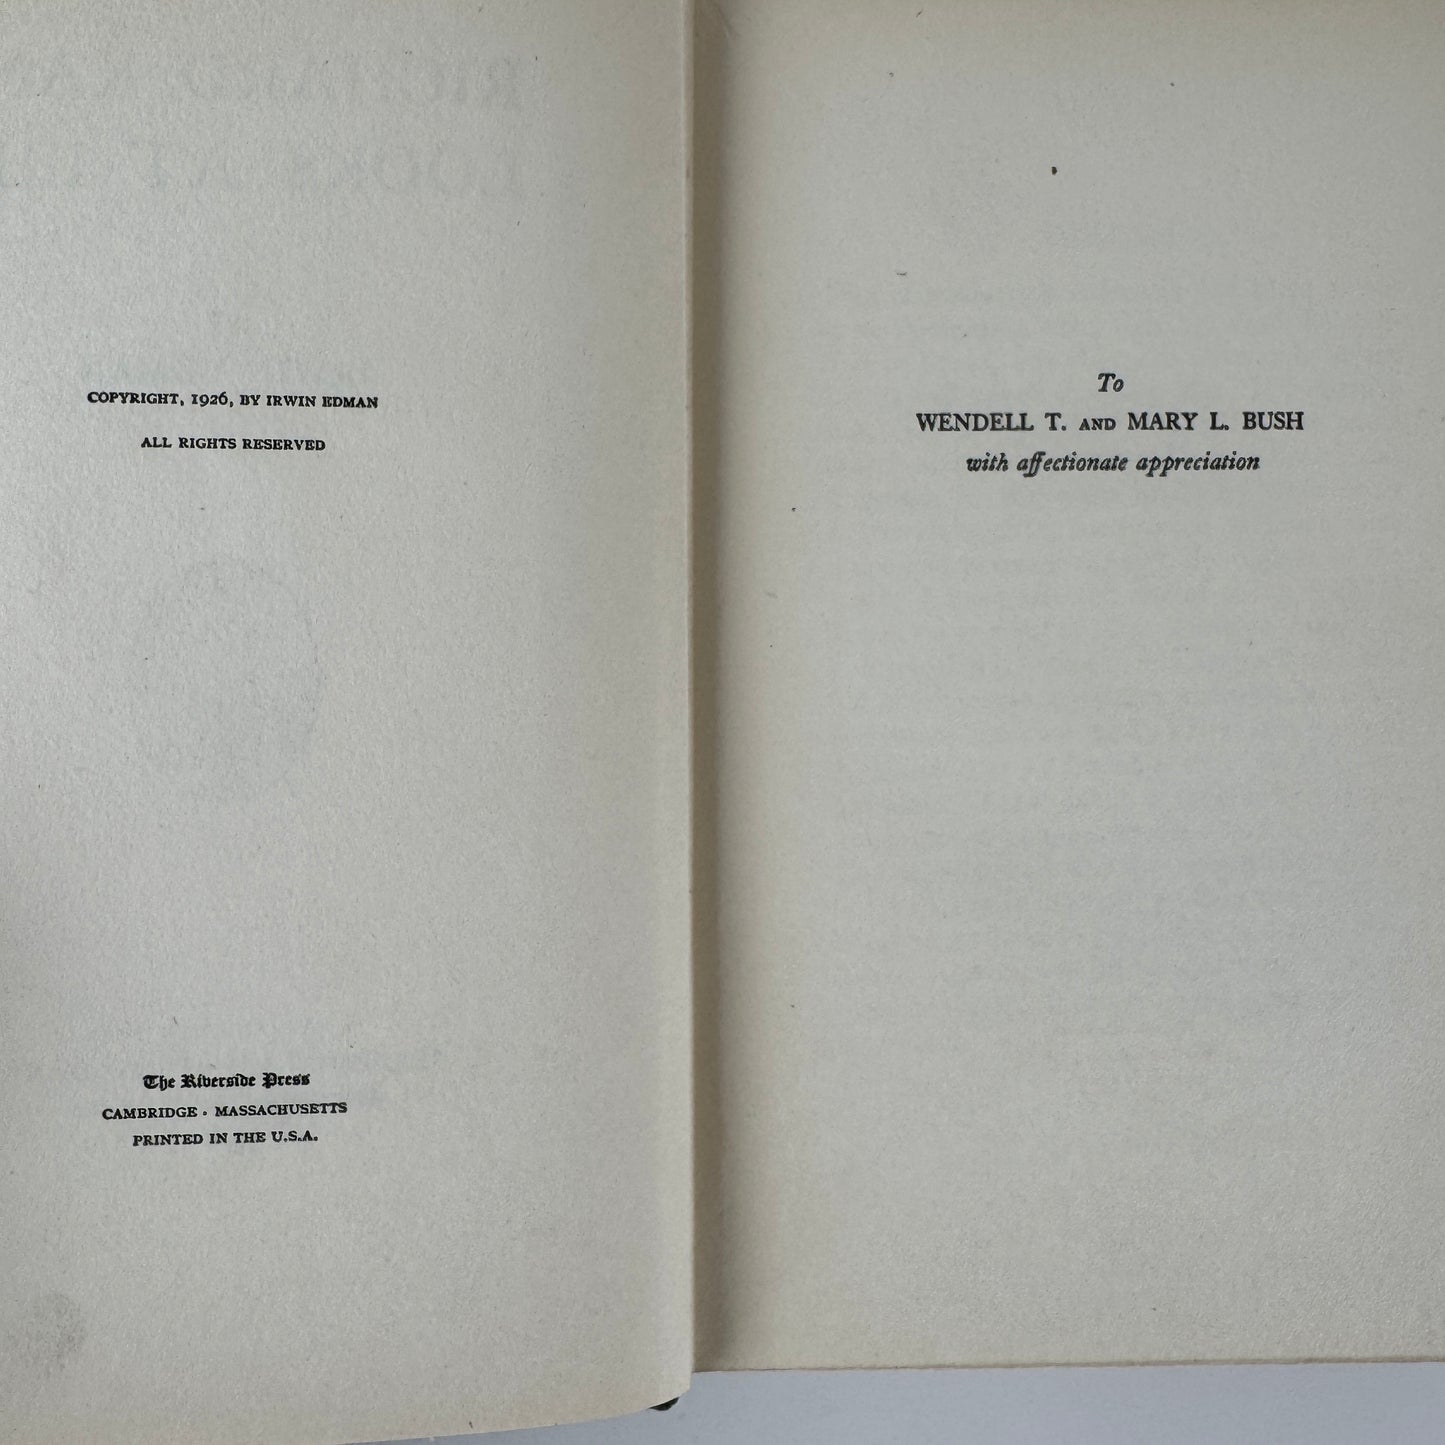 COPYRIGHT, 1926, BY IRWIN EDMAN
ALL RIGHTS RESERVED
The Riverside Press
CAMBRIDGE . MASSACHUSETTS
PRINTED IN THE U.S.A.
To
WENDELL T. AND MARY L. BUSH
with affectionate appreciation